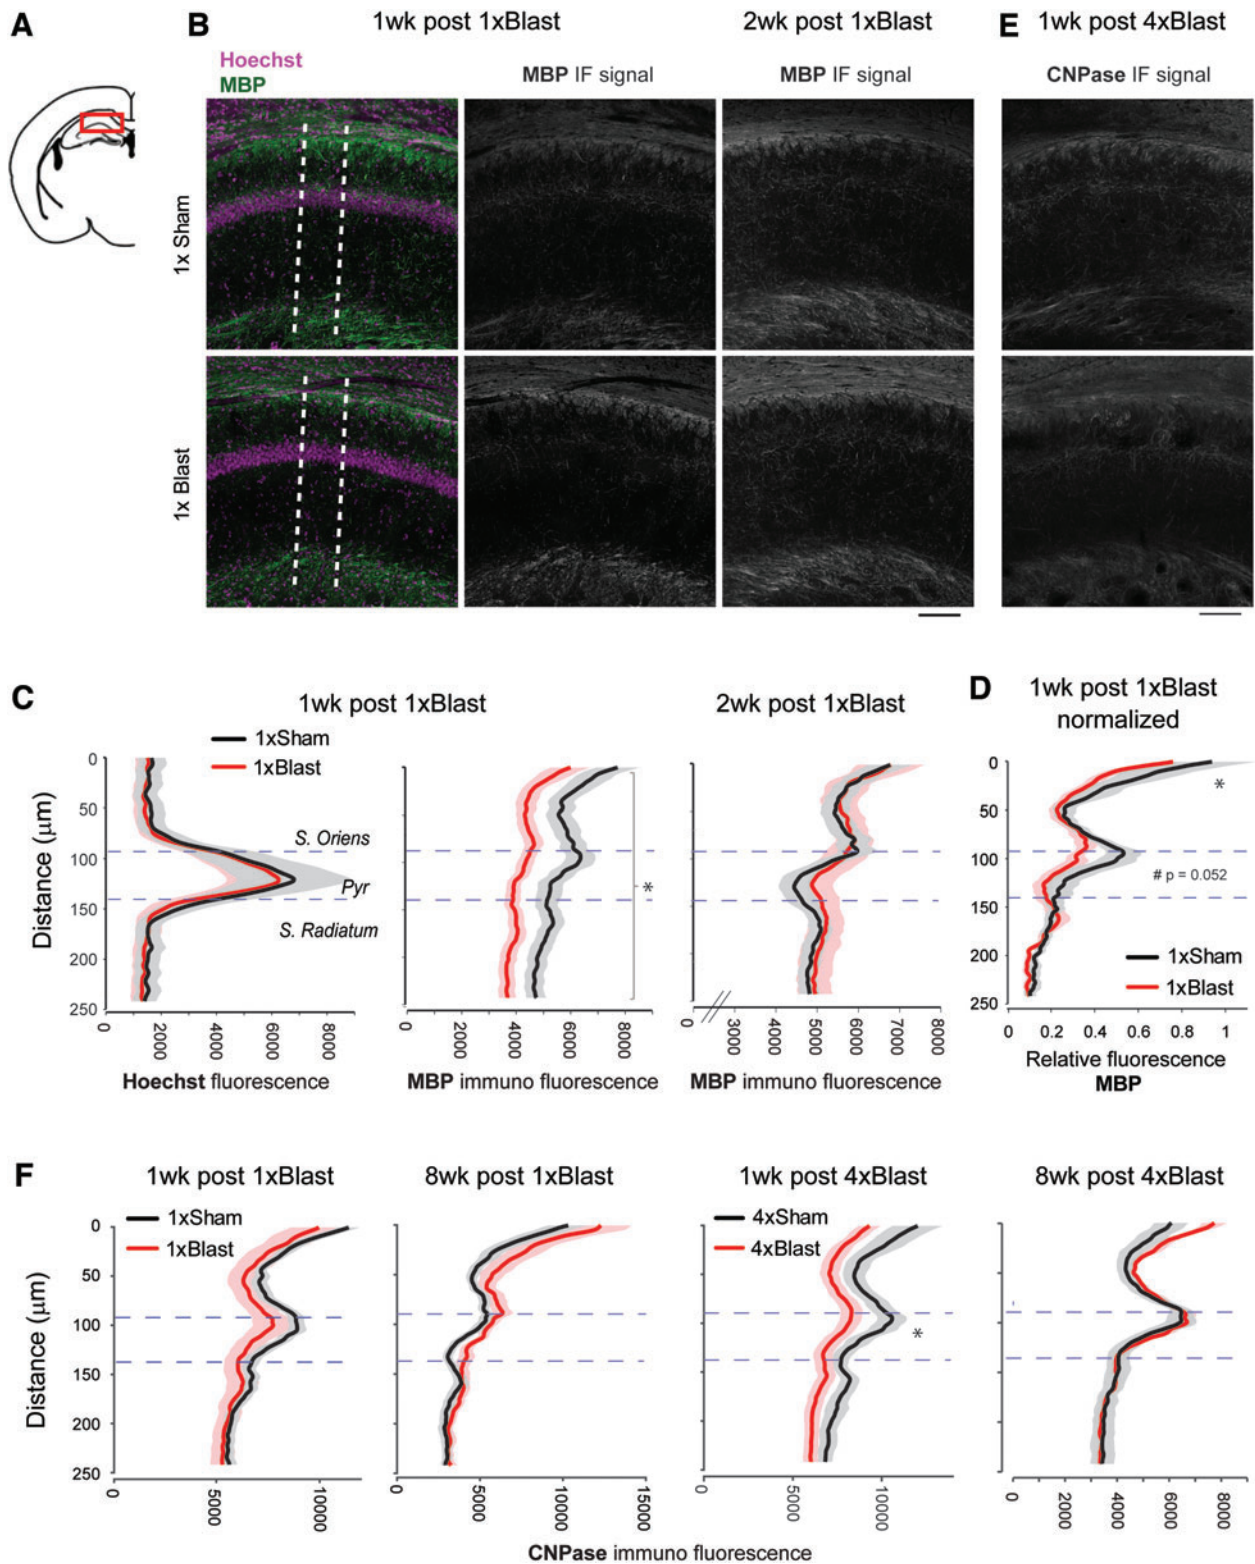 A
B
1wk post 1xBlast
2wk post 1xBlast
E
1wk post 4xBlast
Hoechst
MBP
MBP IF signal
MBP IF signal
CNPase IF signal
1x Sham
1x Blast
C
1wk post 1xBlast
2wk post 1xBlast
D
1wk post 1xBlast
normalized
1xSham
1xBlast
Distance (μm)
0
50
100
150
200
250
S. Oriens
Pyr
S. Radiatum
0
2000
4000
6000
8000
Hoechst fluorescence
*
0
2000
4000
6000
8000
MBP immuno fluorescence
0
3000
4000
5000
6000
7000
8000
MBP immuno fluorescence
0
50
100
150
200
250
*
# p = 0.052
1xSham
1xBlast
0
0.2
0.4
0.6
0.8
1
Relative fluorescence
MBP
F
1wk post 1xBlast
8wk post 1xBlast
1wk post 4xBlast
8wk post 4xBlast
1xSham
1xBlast
4xSham
4xBlast
Distance (μm)
0
50
100
150
200
250
*
0
5000
10000
0
5000
10000
15000
0
5000
10000
0
2000
4000
6000
8000
CNPase immuno fluorescence